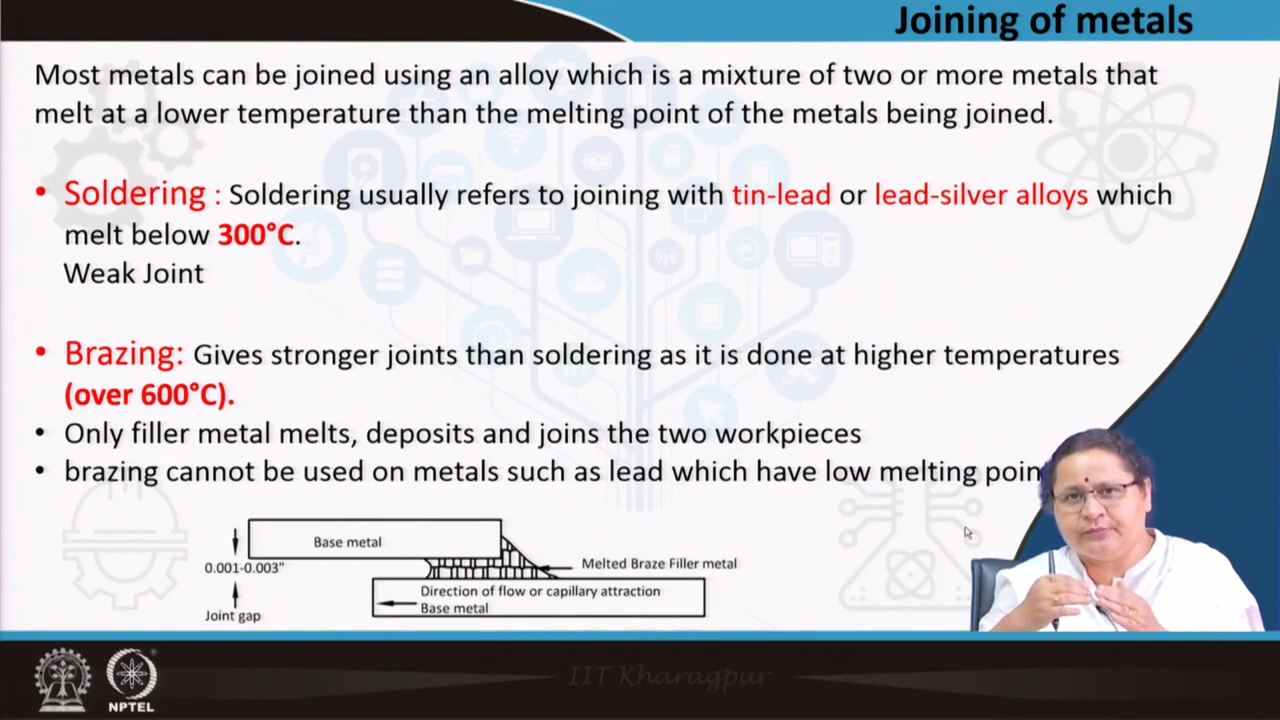 Joining of metals
Most metals can be joined using an alloy which is a mixture of two or more metals that
melt at a lower temperature than the melting point of the metals being joined.
• Soldering : Soldering usually refers to joining with tin-lead or lead-silver alloys which
melt below 300°C.
Weak Joint
• Brazing: Gives stronger joints than soldering as it is done at higher temperatures
(over 600°C).
• Only filler metal melts, deposits and joins the two workpieces
• brazing cannot be used on metals such as lead which have low melting poin
Base metal
0.001-0.003"
Joint gap
Melted Braze Filler metal
Direction of flow or capillary attraction
Base metal
IIT Kharagpur
NPTEL